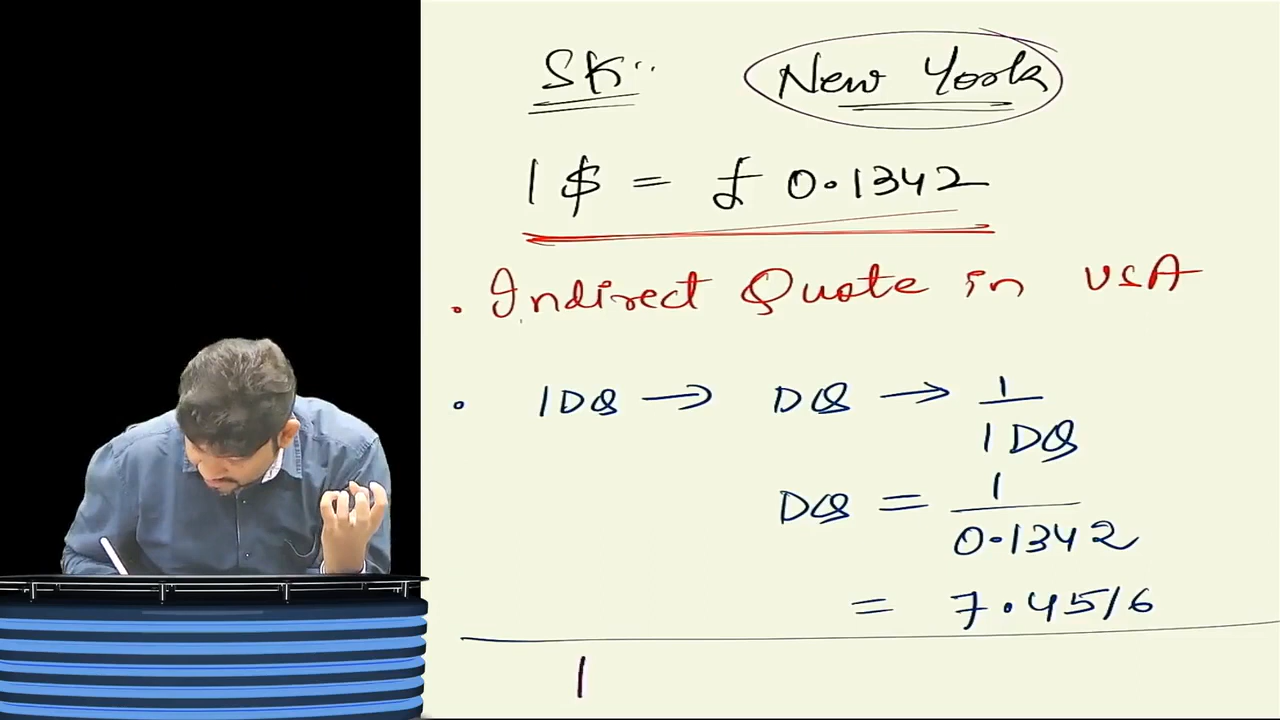 SK..
New York
1 $ = £ 0.1342
. Indirect Quote in USA
. IDQ → DQ → 1 / IDQ
DQ = 1 / 0.1342
= 7.4516
1